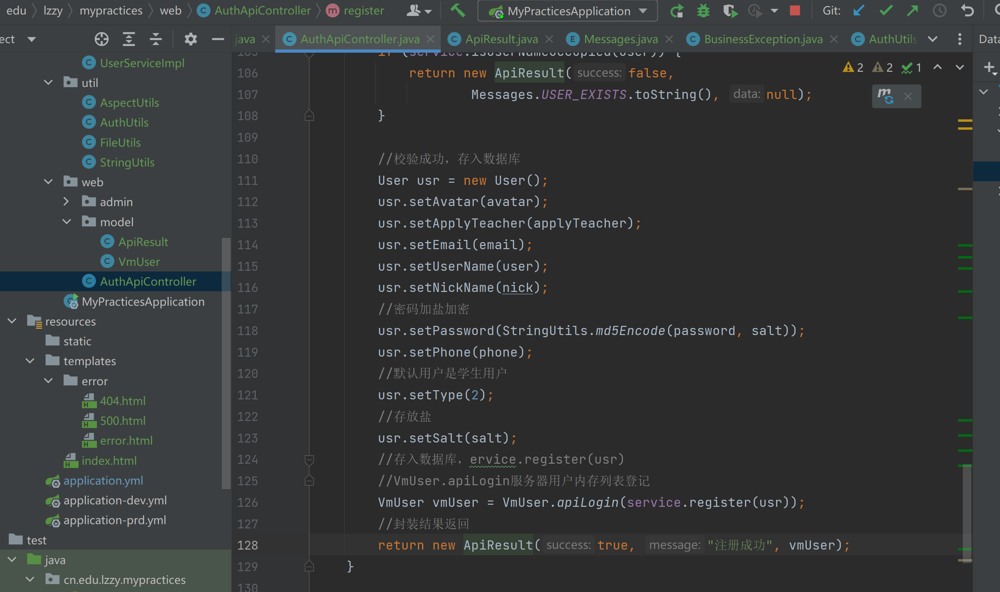 edu lzzy mypractices web AuthApiController register MyPracticesApplication Git:
ect java AuthApiController.java ApiResult.java Messages.java BusinessException.java AuthUtils Data
UserServiceImpl
util
AspectUtils
AuthUtils
FileUtils
StringUtils
web
admin
model
ApiResult
VmUser
AuthApiController
MyPracticesApplication
resources
static
templates
error
404.html
500.html
error.html
index.html
application.yml
application-dev.yml
application-prd.yml
test
java
cn.edu.lzzy.mypractices
2 2 1
105 if (service.isUserNameOccupied(user)) {
106 return new ApiResult( success: false,
107 Messages.USER_EXISTS.toString(), data: null);
108 }
109
110 //校验成功，存入数据库
111 User usr = new User();
112 usr.setAvatar(avatar);
113 usr.setApplyTeacher(applyTeacher);
114 usr.setEmail(email);
115 usr.setUserName(user);
116 usr.setNickName(nick);
117 //密码加盐加密
118 usr.setPassword(StringUtils.md5Encode(password, salt));
119 usr.setPhone(phone);
120 //默认用户是学生用户
121 usr.setType(2);
122 //存放盐
123 usr.setSalt(salt);
124 //存入数据库，ervice.register(usr)
125 //VmUser.apiLogin服务器用户内存列表登记
126 VmUser vmUser = VmUser.apiLogin(service.register(usr));
127 //封装结果返回
128 return new ApiResult( success: true, message: "注册成功", vmUser);
129 }
130